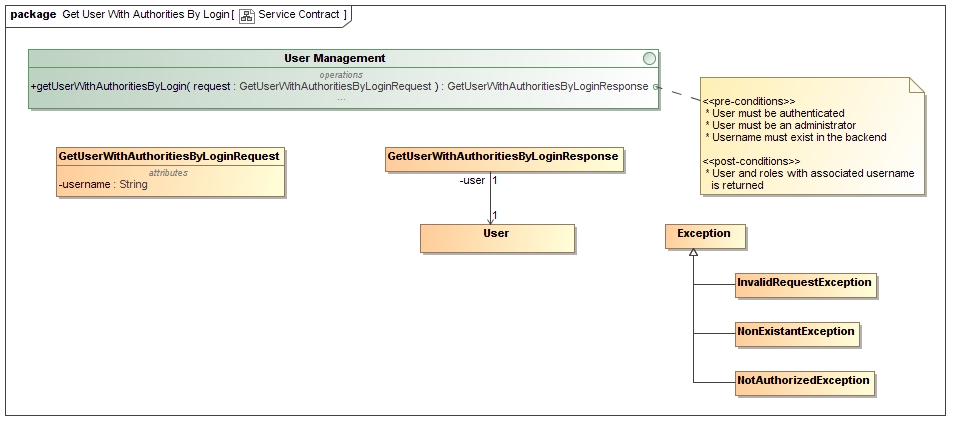 package Get User With Authorities By Login [ Service Contract ]
User Management
operations
+getUserWithAuthoritiesByLogin( request : GetUserWithAuthoritiesByLoginRequest ) : GetUserWithAuthoritiesByLoginResponse
...
<<pre-conditions>>
* User must be authenticated
* User must be an administrator
* Username must exist in the backend
<<post-conditions>>
* User and roles with associated username
is returned
GetUserWithAuthoritiesByLoginRequest
attributes
-username : String
GetUserWithAuthoritiesByLoginResponse
-user 1
1
User
Exception
InvalidRequestException
NonExistantException
NotAuthorizedException